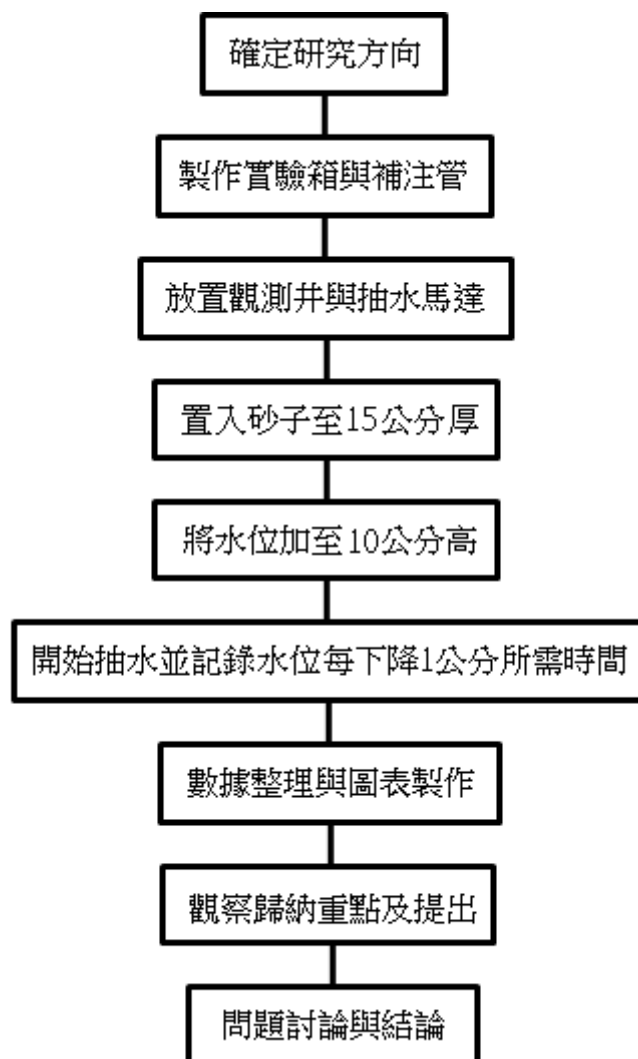 確定研究方向
製作實驗箱與補注管
放置觀測井與抽水馬達
置入砂子至15公分厚
將水位加至10公分高
開始抽水並記錄水位每下降1公分所需時間
數據整理與圖表製作
觀察歸納重點及提出
問題討論與結論